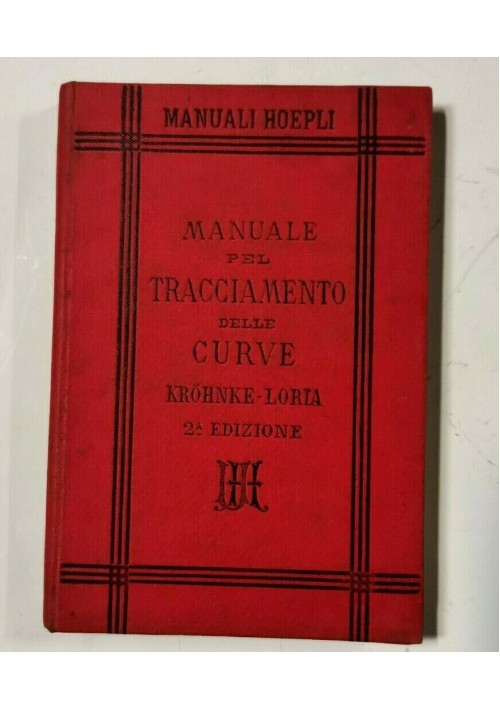 MANUALI HOEPLI
MANUALE
PEL
TRACCIAMENTO
DELLE
CURVE
KRÖHNKE-LORIA
2ª EDIZIONE